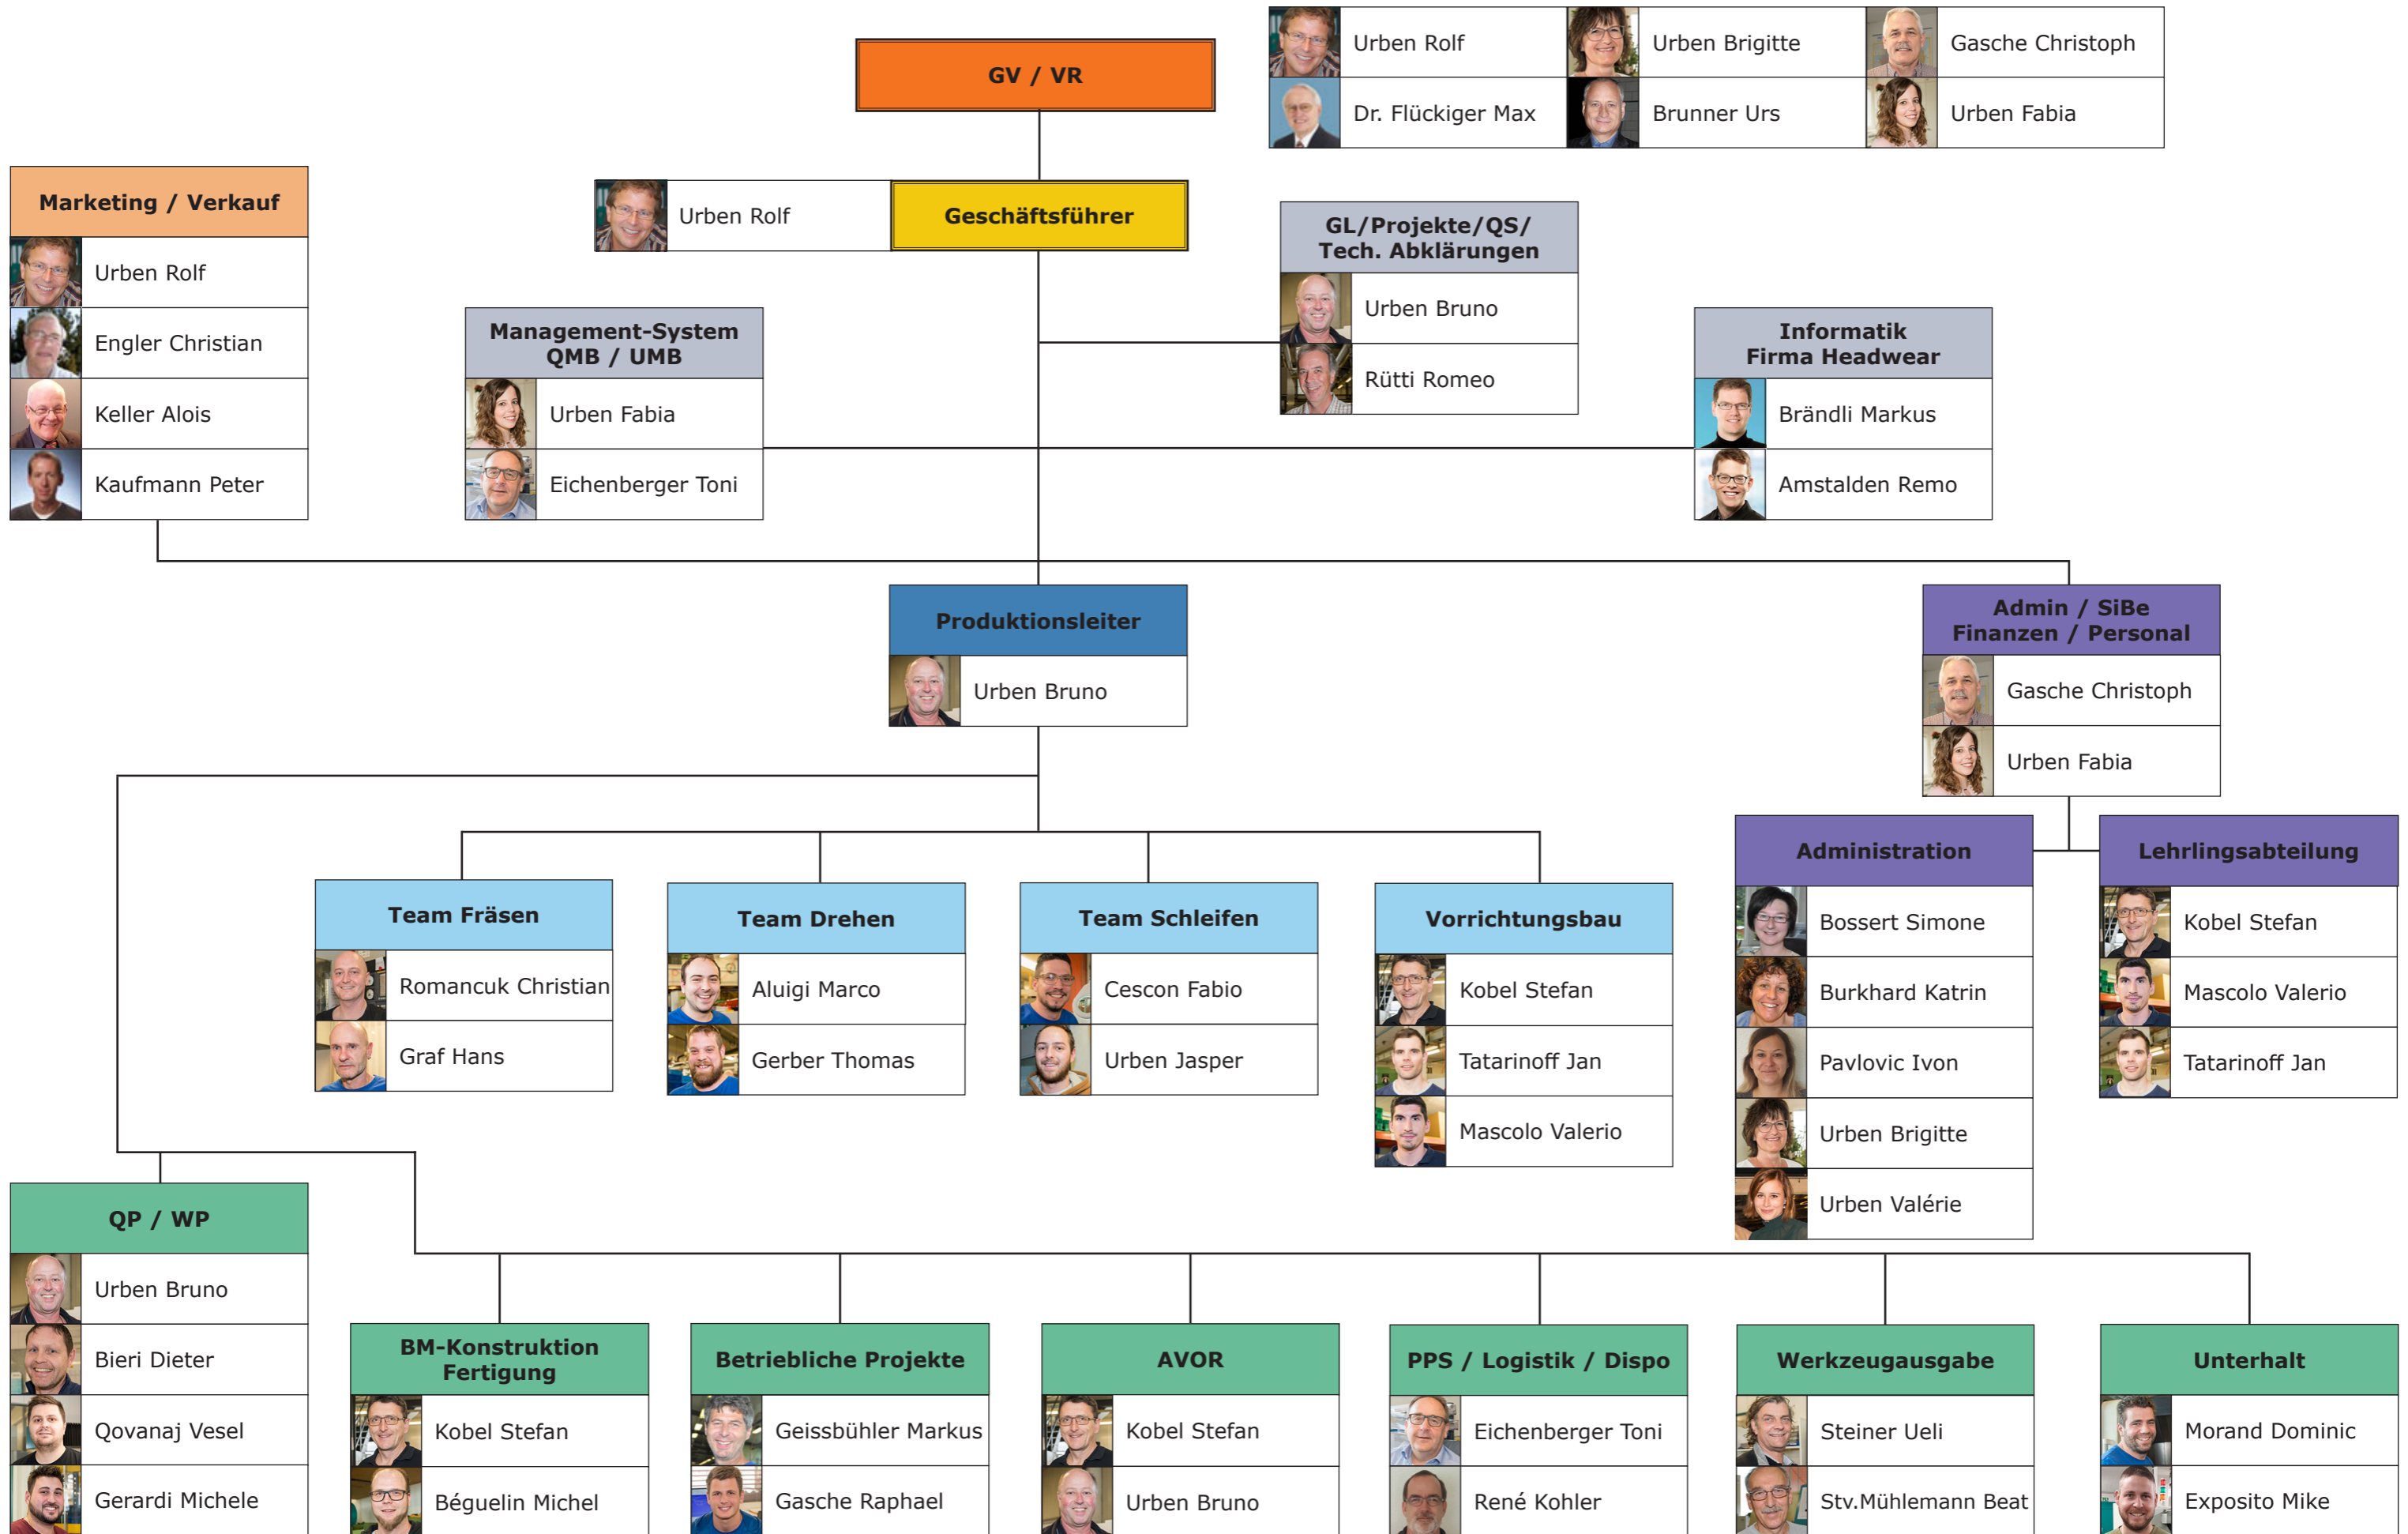 GV / VR
Urben Rolf
Urben Brigitte
Gasche Christoph
Dr. Flückiger Max
Brunner Urs
Urben Fabia
Marketing / Verkauf
Urben Rolf
Engler Christian
Keller Alois
Kaufmann Peter
Urben Rolf
Geschäftsführer
GL/Projekte/QS/
Tech. Abklärungen
Urben Bruno
Rütti Romeo
Management-System
QMB / UMB
Urben Fabia
Eichenberger Toni
Informatik
Firma Headwear
Brändli Markus
Amstalden Remo
Produktionsleiter
Urben Bruno
Admin / SiBe
Finanzen / Personal
Gasche Christoph
Urben Fabia
Team Fräsen
Romancuk Christian
Graf Hans
Team Drehen
Aluigi Marco
Gerber Thomas
Team Schleifen
Cescon Fabio
Urben Jasper
Vorrichtungsbau
Kobel Stefan
Tatarinoff Jan
Mascolo Valerio
Administration
Bossert Simone
Burkhard Katrin
Pavlovic Ivon
Urben Brigitte
Urben Valérie
Lehrlingsabteilung
Kobel Stefan
Mascolo Valerio
Tatarinoff Jan
QP / WP
Urben Bruno
Bieri Dieter
Qovanaj Vesel
Gerardi Michele
BM-Konstruktion
Fertigung
Kobel Stefan
Béguelin Michel
Betriebliche Projekte
Geissbühler Markus
Gasche Raphael
AVOR
Kobel Stefan
Urben Bruno
PPS / Logistik / Dispo
Eichenberger Toni
René Kohler
Werkzeugausgabe
Steiner Ueli
Stv.Mühlemann Beat
Unterhalt
Morand Dominic
Exposito Mike